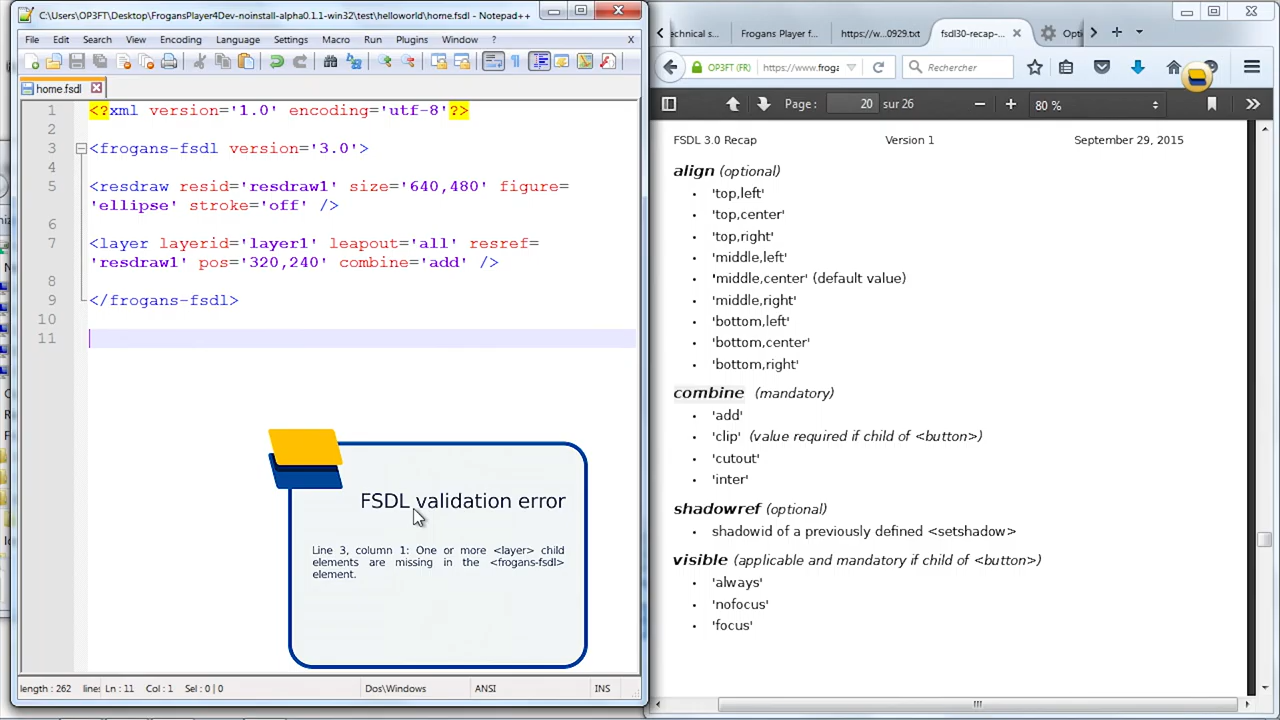 C:\Users\OP3FT\Desktop\FrogansPlayer4Dev-noinstall-alpha0.1.1-win32\test\helloworld\home.fsdl - Notepad++
File Edit Search View Encoding Language Settings Macro Run Plugins Window ? X
home.fsdl
1 <?xml version='1.0' encoding='utf-8'?>
2
3 <frogans-fsdl version='3.0'>
4
5 <resdraw resid='resdraw1' size='640,480' figure=
'ellipse' stroke='off' />
6
7 <layer layerid='layer1' leapout='all' resref=
'resdraw1' pos='320,240' combine='add' />
8
9 </frogans-fsdl>
10
11
FSDL validation error
Line 3, column 1: One or more <layer> child
elements are missing in the <frogans-fsdl>
element.
length : 262 lines Ln : 11 Col : 1 Sel : 0 | 0 Dos\Windows ANSI INS
echnical s... Frogans Player f... https://w...0929.txt fsdl30-recap-... Opti
OP3FT (FR) https://www.froga Rechercher
Page : 20 sur 26 80 %
FSDL 3.0 Recap Version 1 September 29, 2015
align (optional)
• 'top,left'
• 'top,center'
• 'top,right'
• 'middle,left'
• 'middle,center' (default value)
• 'middle,right'
• 'bottom,left'
• 'bottom,center'
• 'bottom,right'
combine (mandatory)
• 'add'
• 'clip' (value required if child of <button>)
• 'cutout'
• 'inter'
shadowref (optional)
• shadowid of a previously defined <setshadow>
visible (applicable and mandatory if child of <button>)
• 'always'
• 'nofocus'
• 'focus'